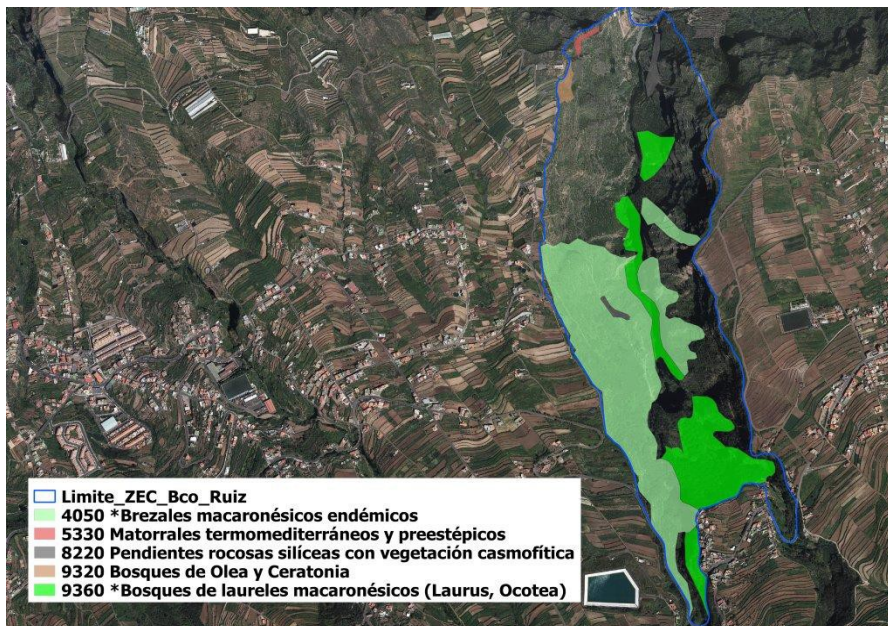 Limite_ZEC_Bco_Ruiz
4050 *Brezales macaronésicos endémicos
5330 Matorrales termomediterráneos y preestépicos
8220 Pendientes rocosas silíceas con vegetación casmofítica
9320 Bosques de Olea y Ceratonia
9360 *Bosques de laureles macaronésicos (Laurus, Ocotea)